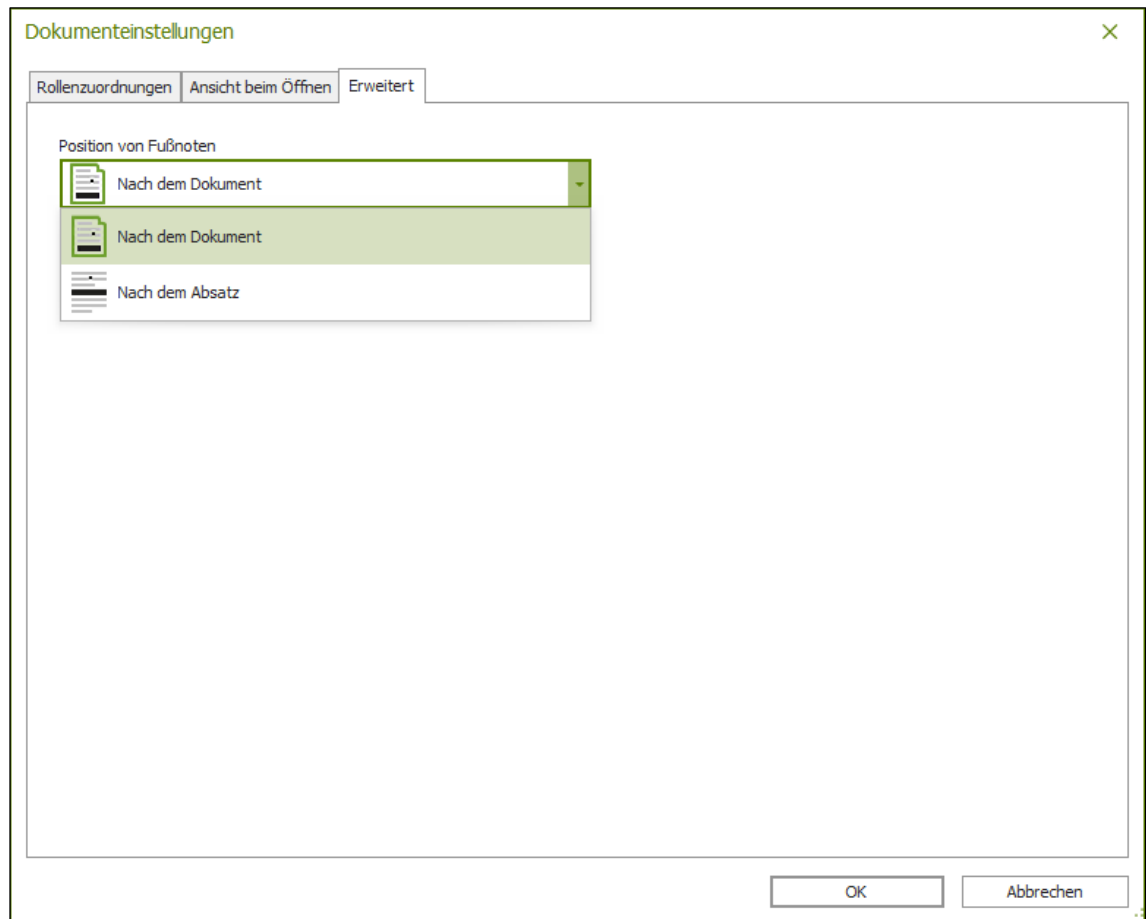 Dokumenteinstellungen
Rollenzuordnungen Ansicht beim Öffnen Erweitert
Position von Fußnoten
Nach dem Dokument
Nach dem Dokument
Nach dem Absatz
OK Abbrechen